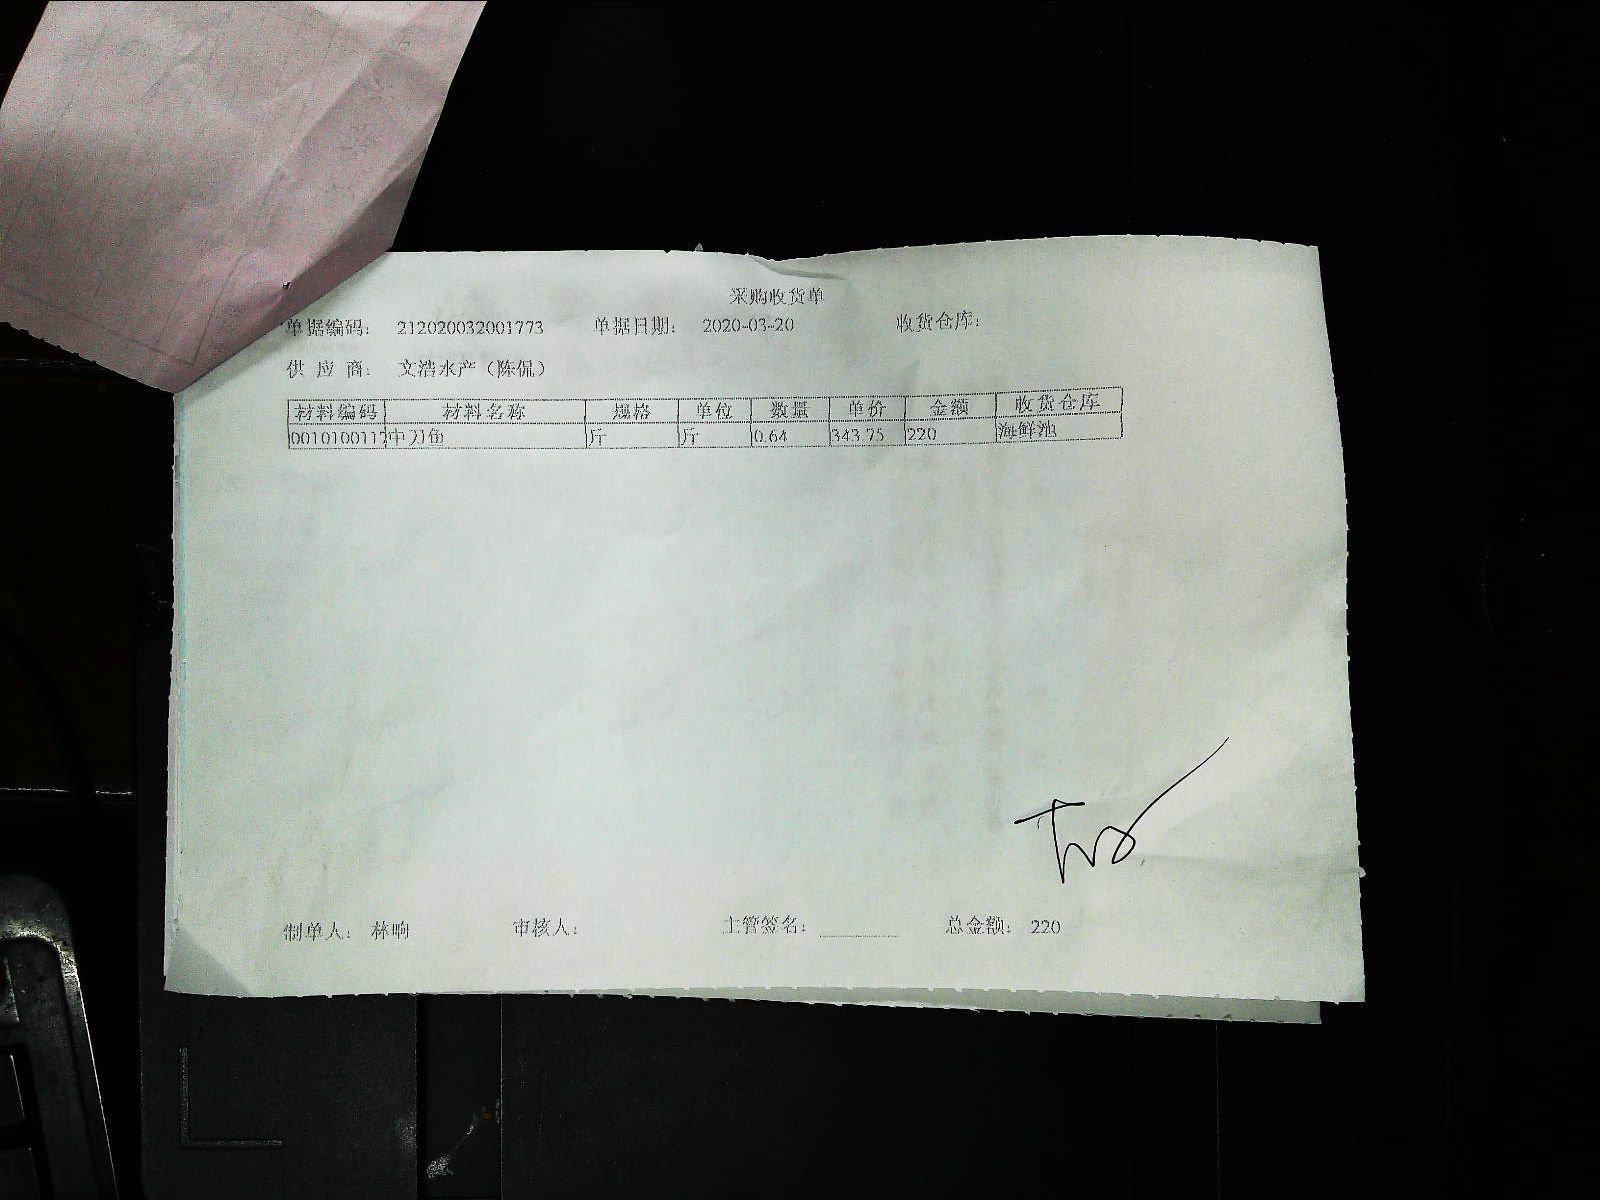 采购收货单
单据编码： 212020032001773 单据日期： 2020-03-20 收货仓库：
供 应 商： 文浩水产（陈侃）
材料编码 材料名称 规格 单位 数量 单价 金额 收货仓库
0010100117 中刀鱼 斤 斤 0.64 343.75 220 海鲜池
制单人： 林响 审核人： 主管签名： 总金额： 220